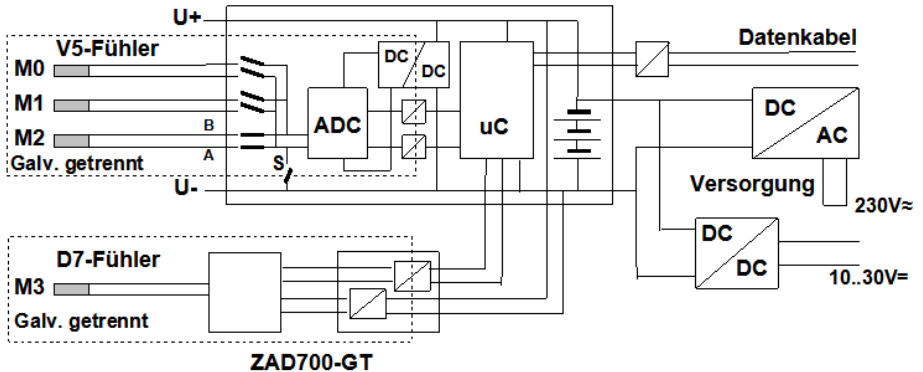 U+
V5-Fühler
Datenkabel
M0
DC
DC
M1
ADC
uC
DC
AC
M2
B
A
Galv. getrennt
S
U-
Versorgung
230V≈
D7-Fühler
DC
DC
M3
10..30V=
Galv. getrennt
ZAD700-GT